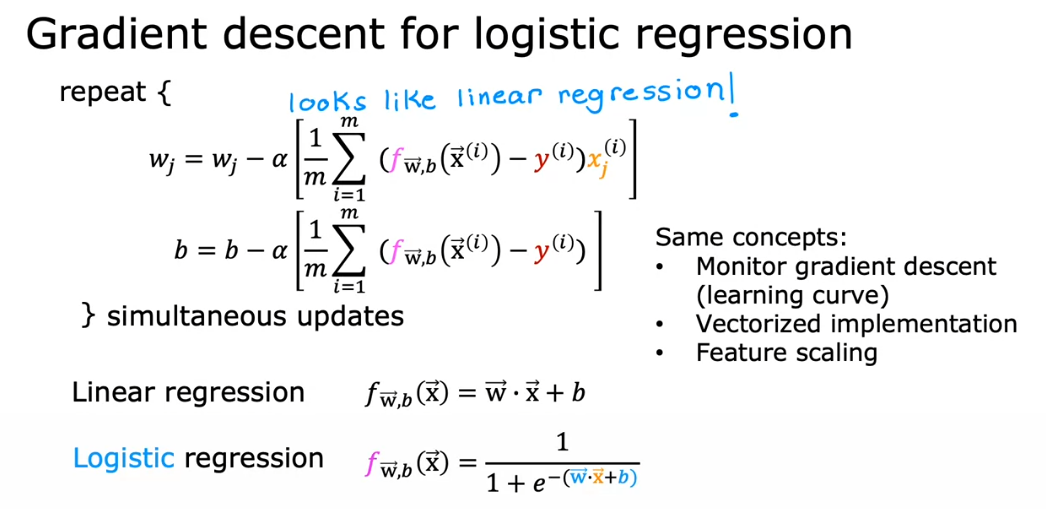 Gradient descent for logistic regression
repeat {
looks like linear regression!
w_j = w_j − α [ 1/m ∑_{i=1}^{m} (f_{w⃗,b}(x⃗^{(i)}) − y^{(i)})x_j^{(i)} ]
b = b − α [ 1/m ∑_{i=1}^{m} (f_{w⃗,b}(x⃗^{(i)}) − y^{(i)}) ]
} simultaneous updates
Same concepts:
• Monitor gradient descent
(learning curve)
• Vectorized implementation
• Feature scaling
Linear regression f_{w⃗,b}(x⃗) = w⃗ · x⃗ + b
Logistic regression f_{w⃗,b}(x⃗) = 1 / (1 + e^{−(w⃗·x⃗+b)})